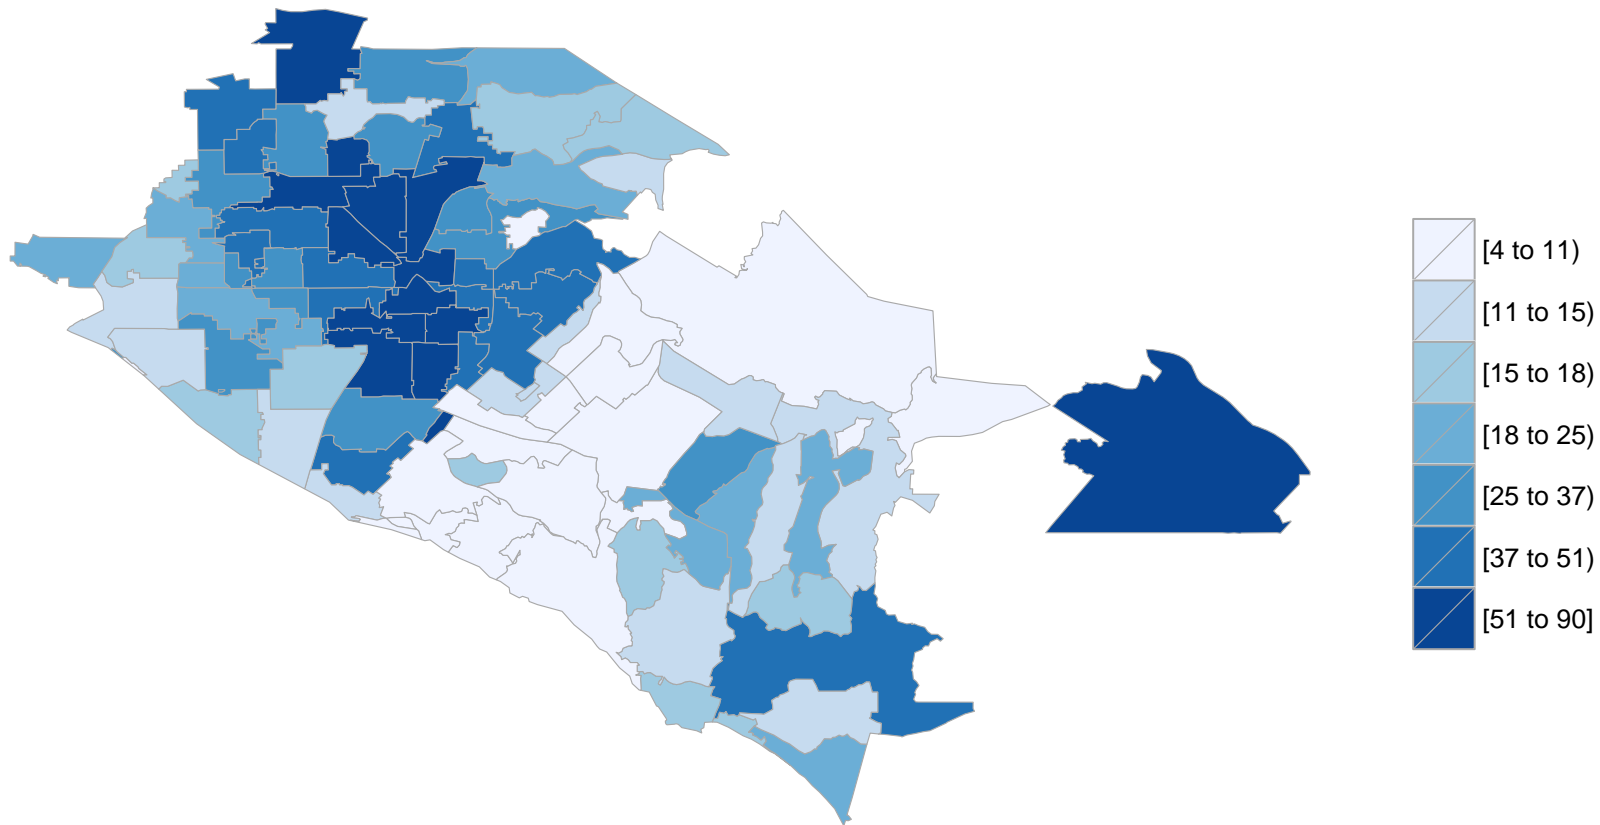 [4 to 11)
[11 to 15)
[15 to 18)
[18 to 25)
[25 to 37)
[37 to 51)
[51 to 90]